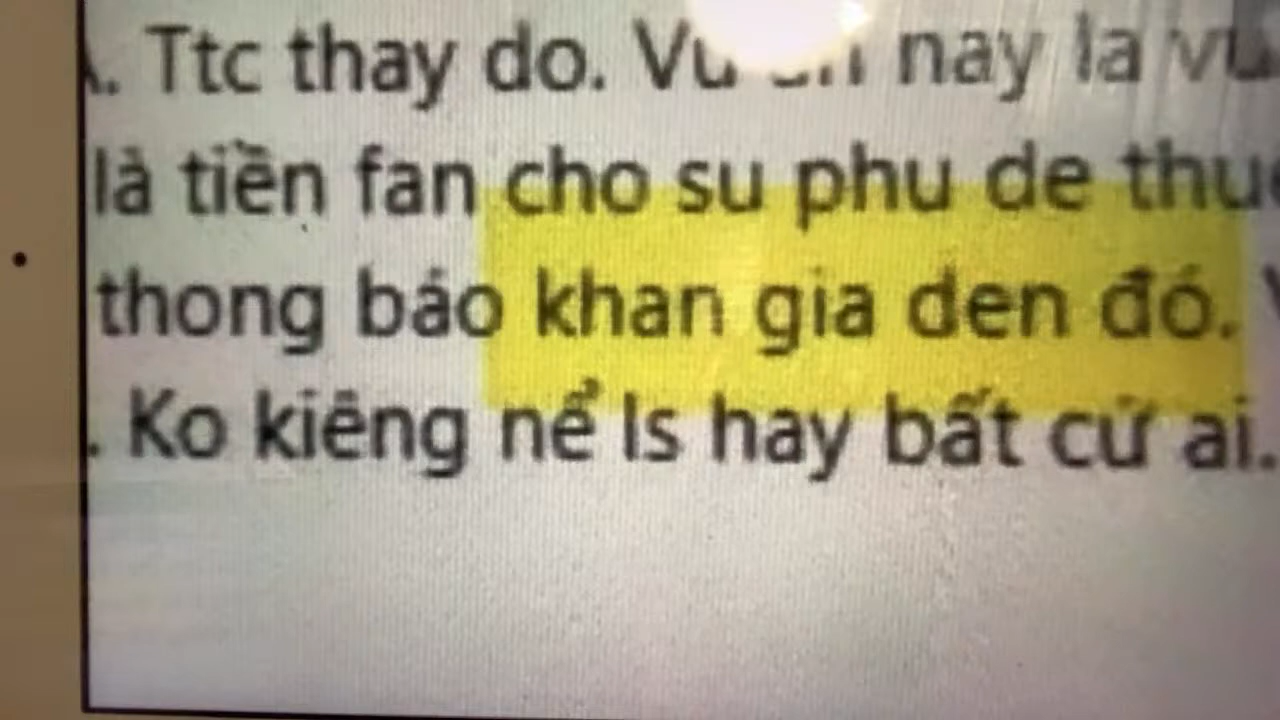 . Ttc thay do. Vu nay la
là tiền fan cho su phu de
thong báo khan gia den đó.
. Ko kiêng nể ls hay bất cứ ai.